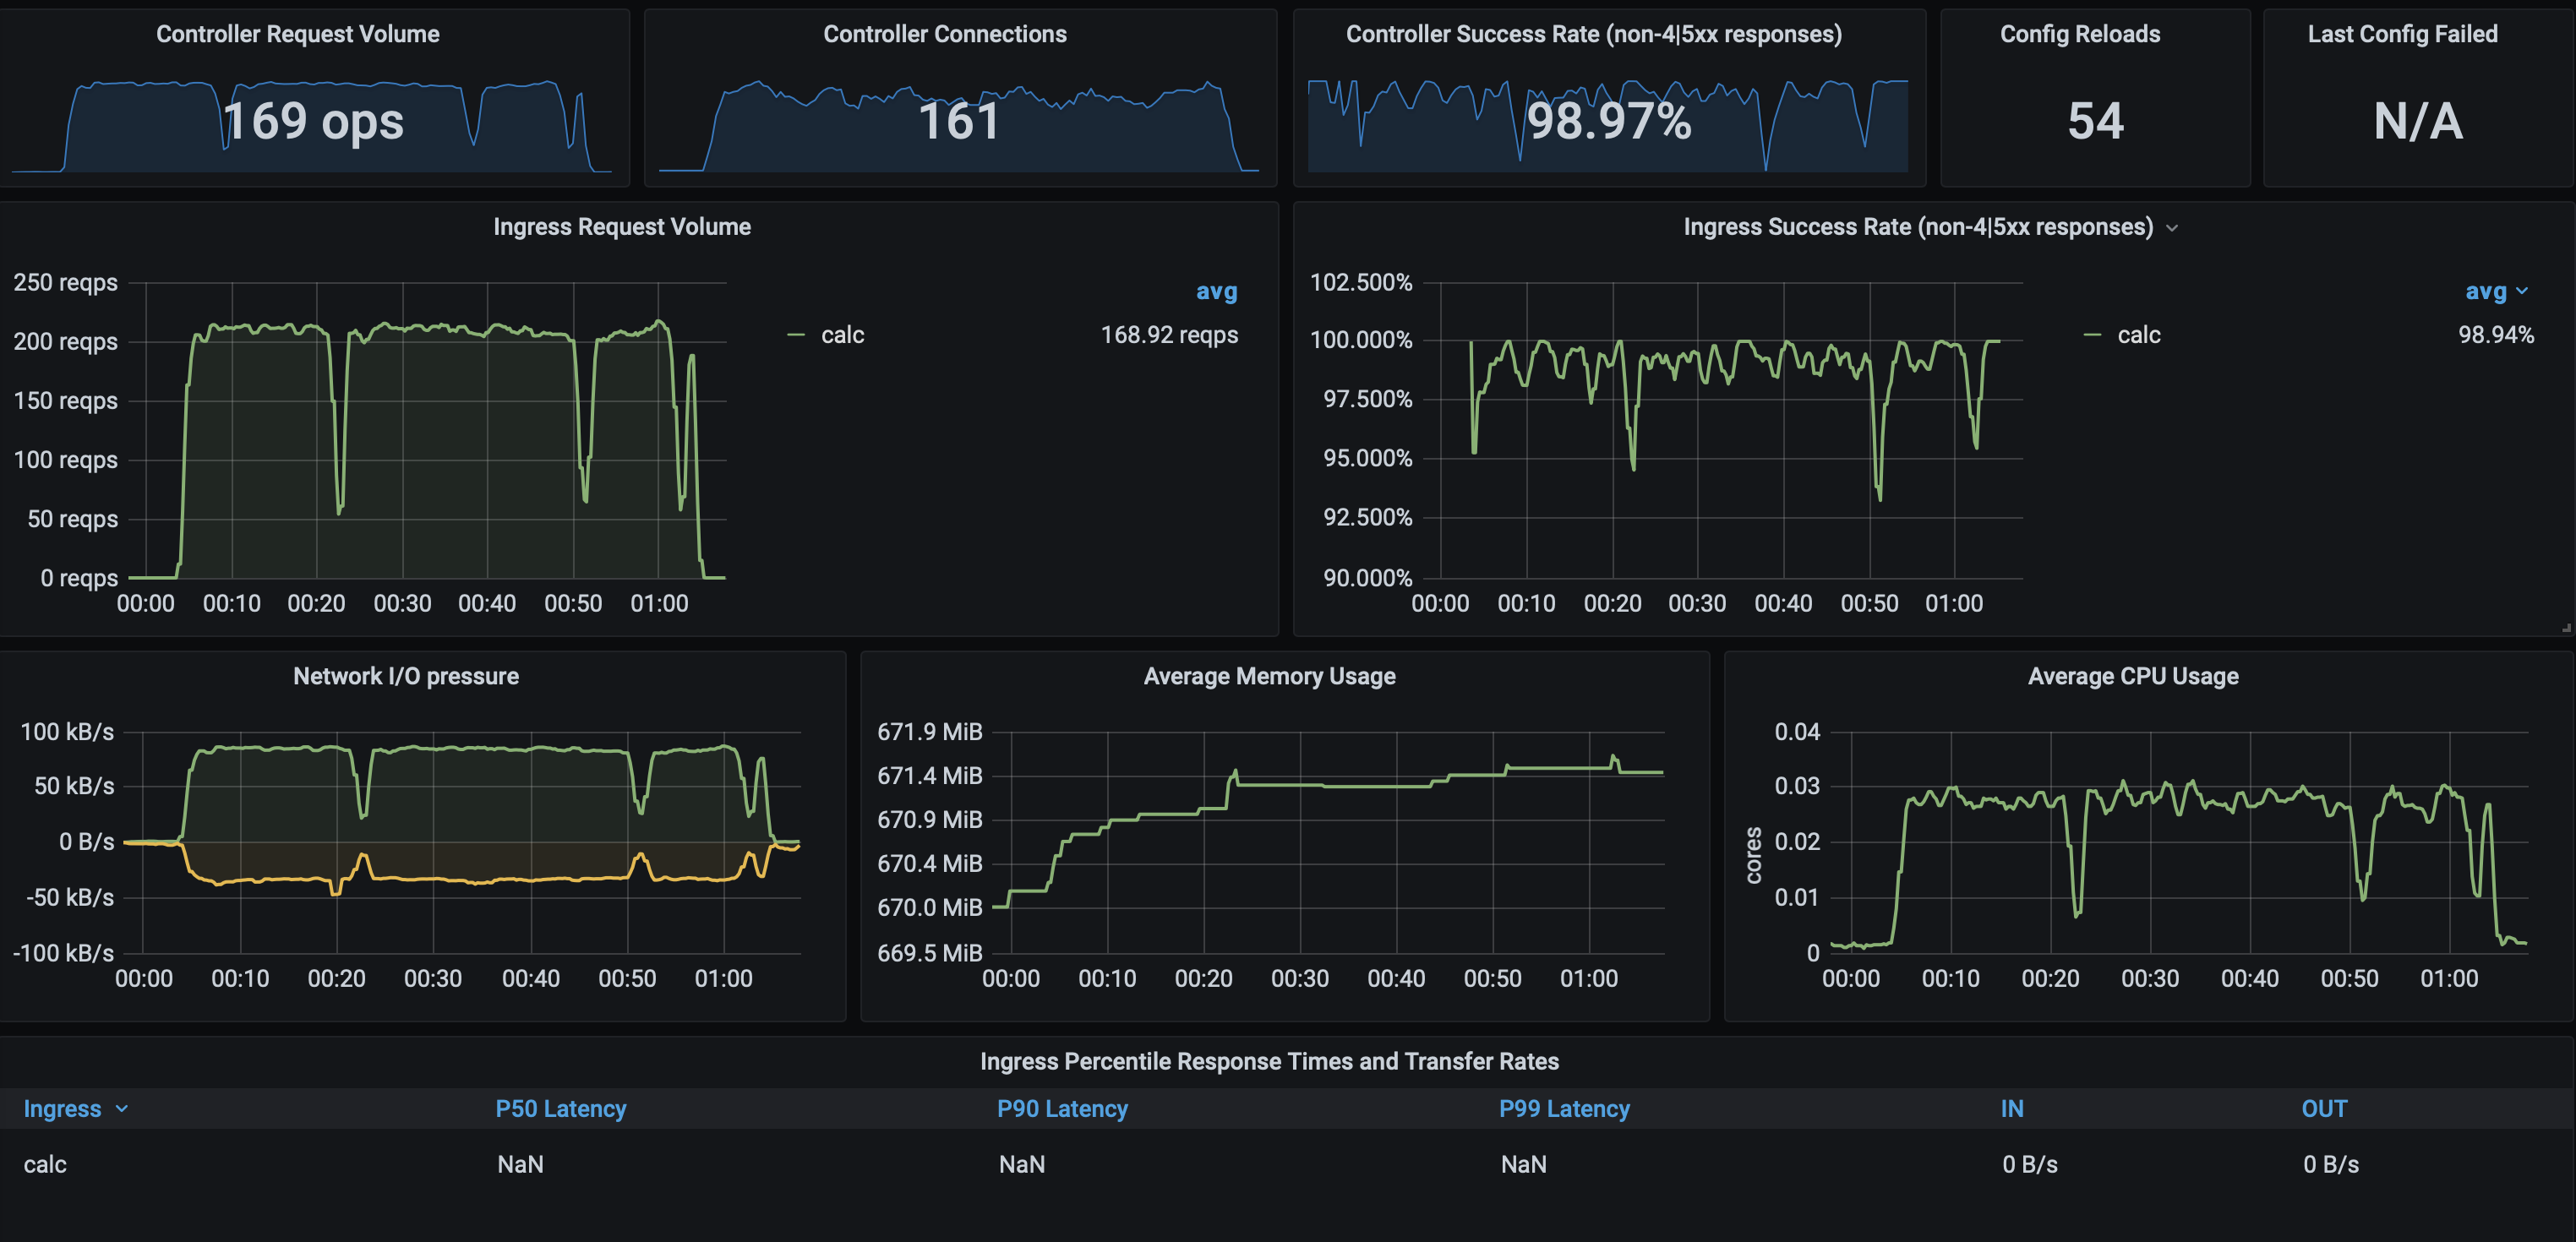 Controller Request Volume
169 ops
Controller Connections
161
Controller Success Rate (non-4|5xx responses)
98.97%
Config Reloads
54
Last Config Failed
N/A
Ingress Request Volume
250 reqps
200 reqps
150 reqps
100 reqps
50 reqps
0 reqps
00:00 00:10 00:20 00:30 00:40 00:50 01:00
avg
calc 168.92 reqps
Ingress Success Rate (non-4|5xx responses)
102.500%
100.000%
97.500%
95.000%
92.500%
90.000%
00:00 00:10 00:20 00:30 00:40 00:50 01:00
avg
calc 98.94%
Network I/O pressure
100 kB/s
50 kB/s
0 B/s
-50 kB/s
-100 kB/s
00:00 00:10 00:20 00:30 00:40 00:50 01:00
Average Memory Usage
671.9 MiB
671.4 MiB
670.9 MiB
670.4 MiB
670.0 MiB
669.5 MiB
00:00 00:10 00:20 00:30 00:40 00:50 01:00
Average CPU Usage
cores
0.04
0.03
0.02
0.01
0
00:00 00:10 00:20 00:30 00:40 00:50 01:00
Ingress Percentile Response Times and Transfer Rates
Ingress P50 Latency P90 Latency P99 Latency IN OUT
calc NaN NaN NaN 0 B/s 0 B/s